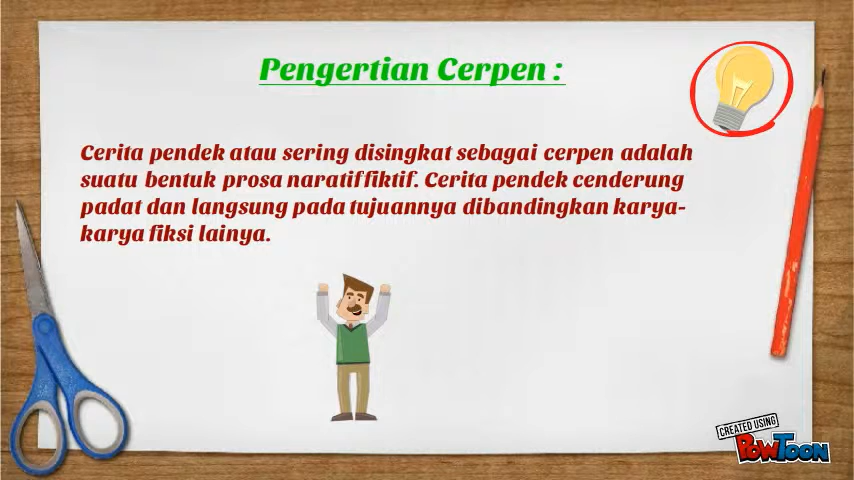 Pengertian Cerpen :
Cerita pendek atau sering disingkat sebagai cerpen adalah
suatu bentuk prosa naratif fiktif. Cerita pendek cenderung
padat dan langsung pada tujuannya dibandingkan karya-
karya fiksi lainya.
CREATED USING
POWTOON